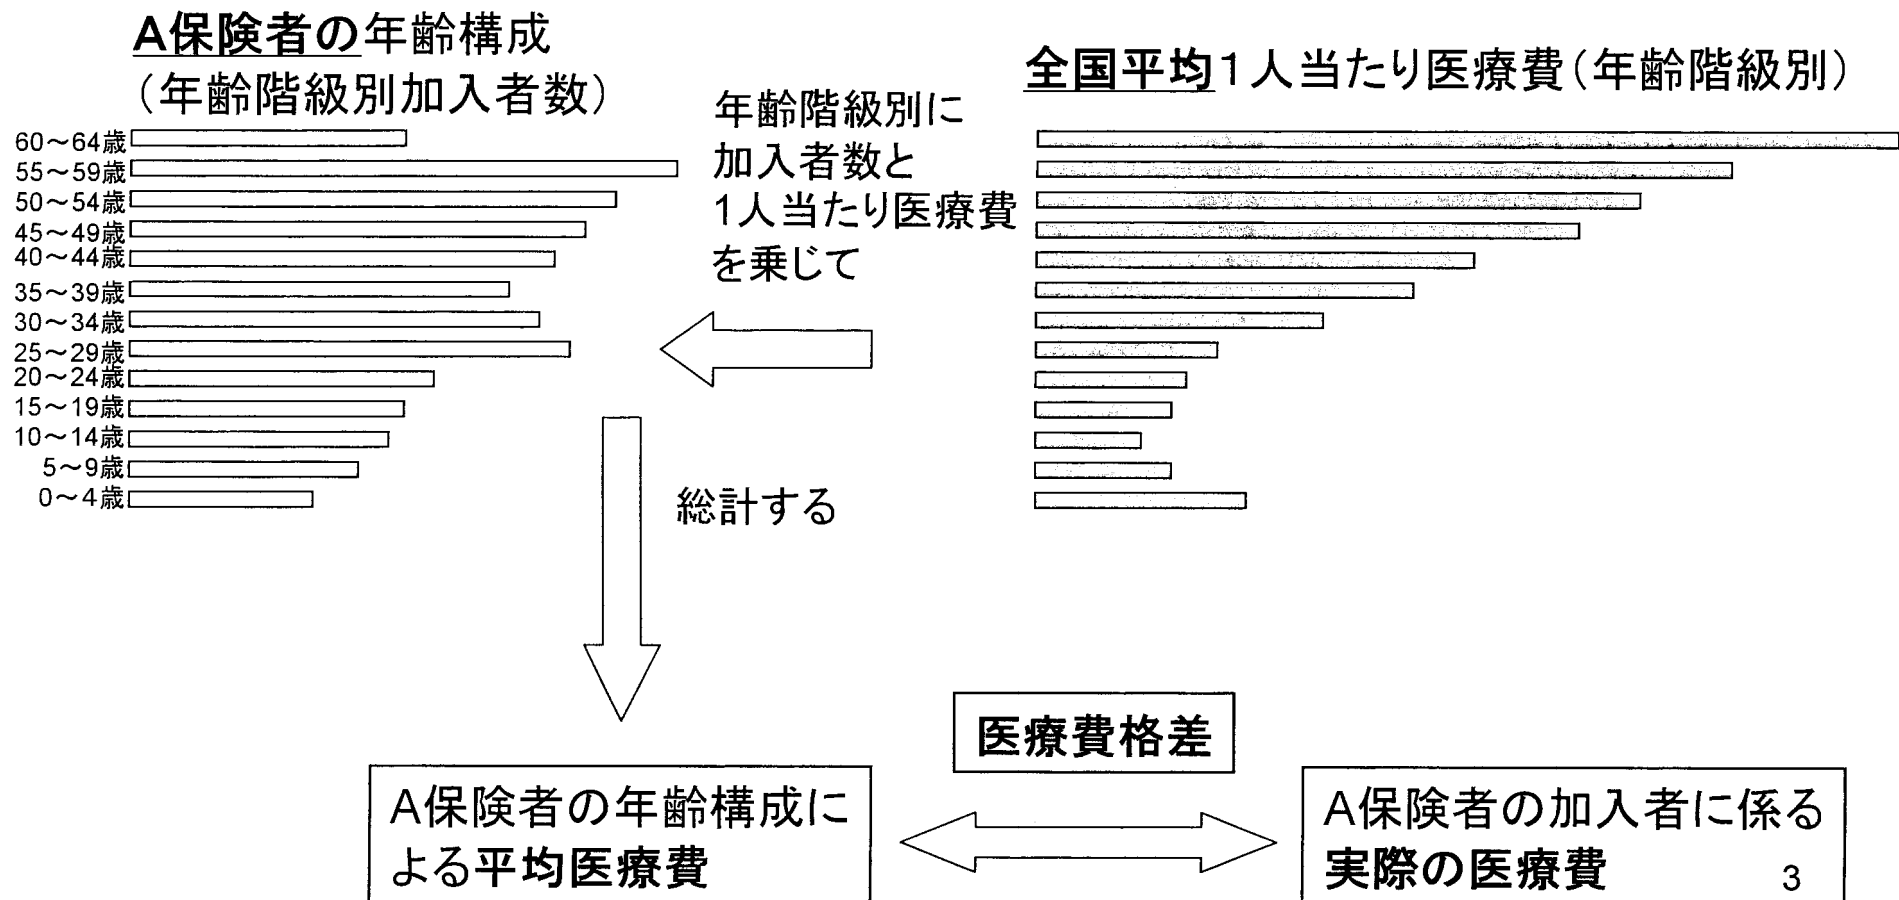 A保険者の年齢構成
（年齢階級別加入者数）
60～64歳
55～59歳
50～54歳
45～49歳
40～44歳
35～39歳
30～34歳
25～29歳
20～24歳
15～19歳
10～14歳
5～9歳
0～4歳
年齢階級別に
加入者数と
1人当たり医療費
を乗じて
全国平均1人当たり医療費（年齢階級別）
総計する
医療費格差
A保険者の年齢構成に
よる平均医療費
A保険者の加入者に係る
実際の医療費
3